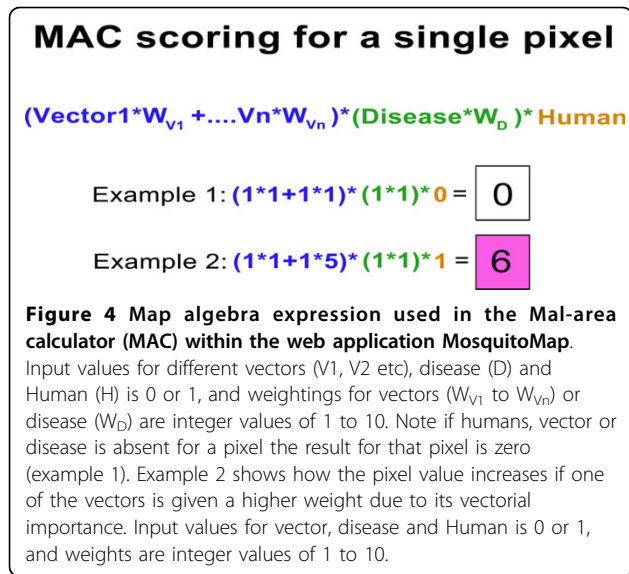 MAC scoring for a single pixel
(Vector1*W_V1 +....Vn*W_Vn)*(Disease*W_D)*Human
Example 1: (1*1+1*1)*(1*1)*0 = 0
Example 2: (1*1+1*5)*(1*1)*1 = 6
Figure 4 Map algebra expression used in the Mal-area
calculator (MAC) within the web application MosquitoMap.
Input values for different vectors (V1, V2 etc), disease (D) and
Human (H) is 0 or 1, and weightings for vectors (W_V1 to W_Vn) or
disease (W_D) are integer values of 1 to 10. Note if humans, vector or
disease is absent for a pixel the result for that pixel is zero
(example 1). Example 2 shows how the pixel value increases if one
of the vectors is given a higher weight due to its vectorial
importance. Input values for vector, disease and Human is 0 or 1,
and weights are integer values of 1 to 10.